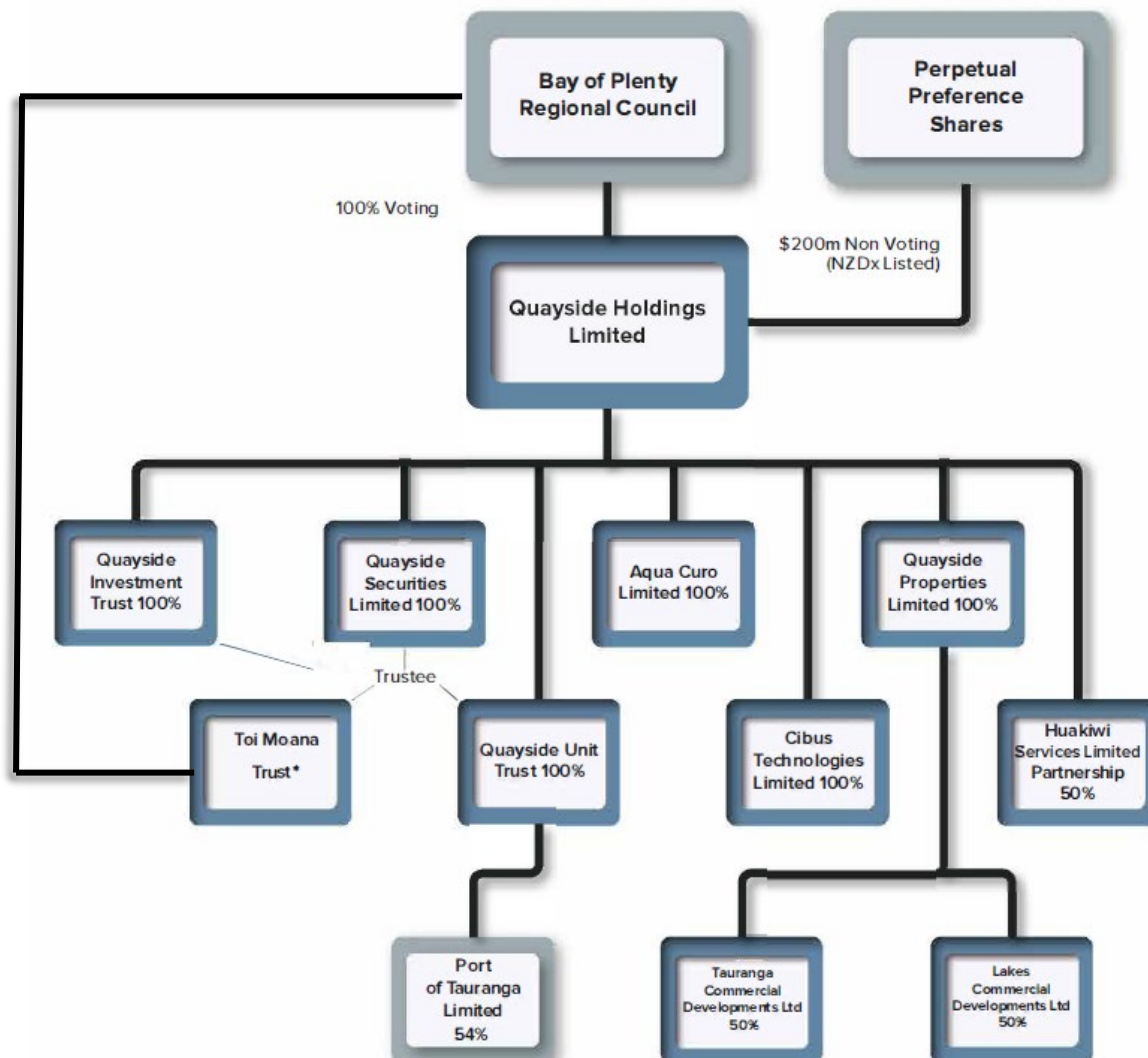 Bay of Plenty
Regional Council
Perpetual
Preference
Shares
100% Voting
$200m Non Voting
(NZDx Listed)
Quayside Holdings
Limited
Quayside
Investment
Trust 100%
Quayside
Securities
Limited 100%
Aqua Curo
Limited 100%
Quayside
Properties
Limited 100%
Trustee
Toi Moana
Trust*
Quayside Unit
Trust 100%
Cibus
Technologies
Limited 100%
Huakiwi
Services Limited
Partnership
50%
Port
of Tauranga
Limited
54%
Tauranga
Commercial
Developments Ltd
50%
Lakes
Commercial
Developments Ltd
50%